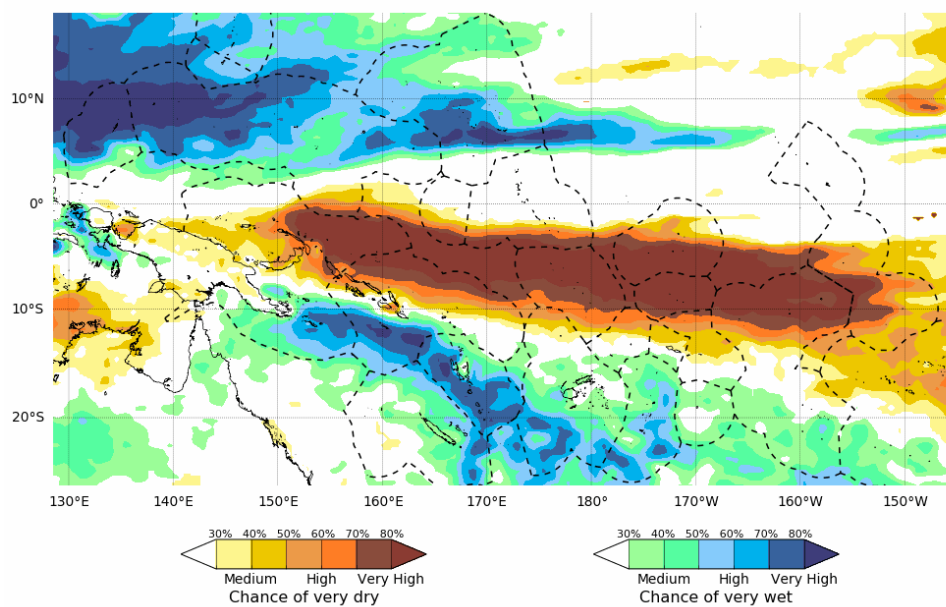 10°N
0°
10°S
20°S
130°E 140°E 150°E 160°E 170°E 180° 170°W 160°W 150°W
30% 40% 50% 60% 70% 80%
Medium High Very High
Chance of very dry
30% 40% 50% 60% 70% 80%
Medium High Very High
Chance of very wet